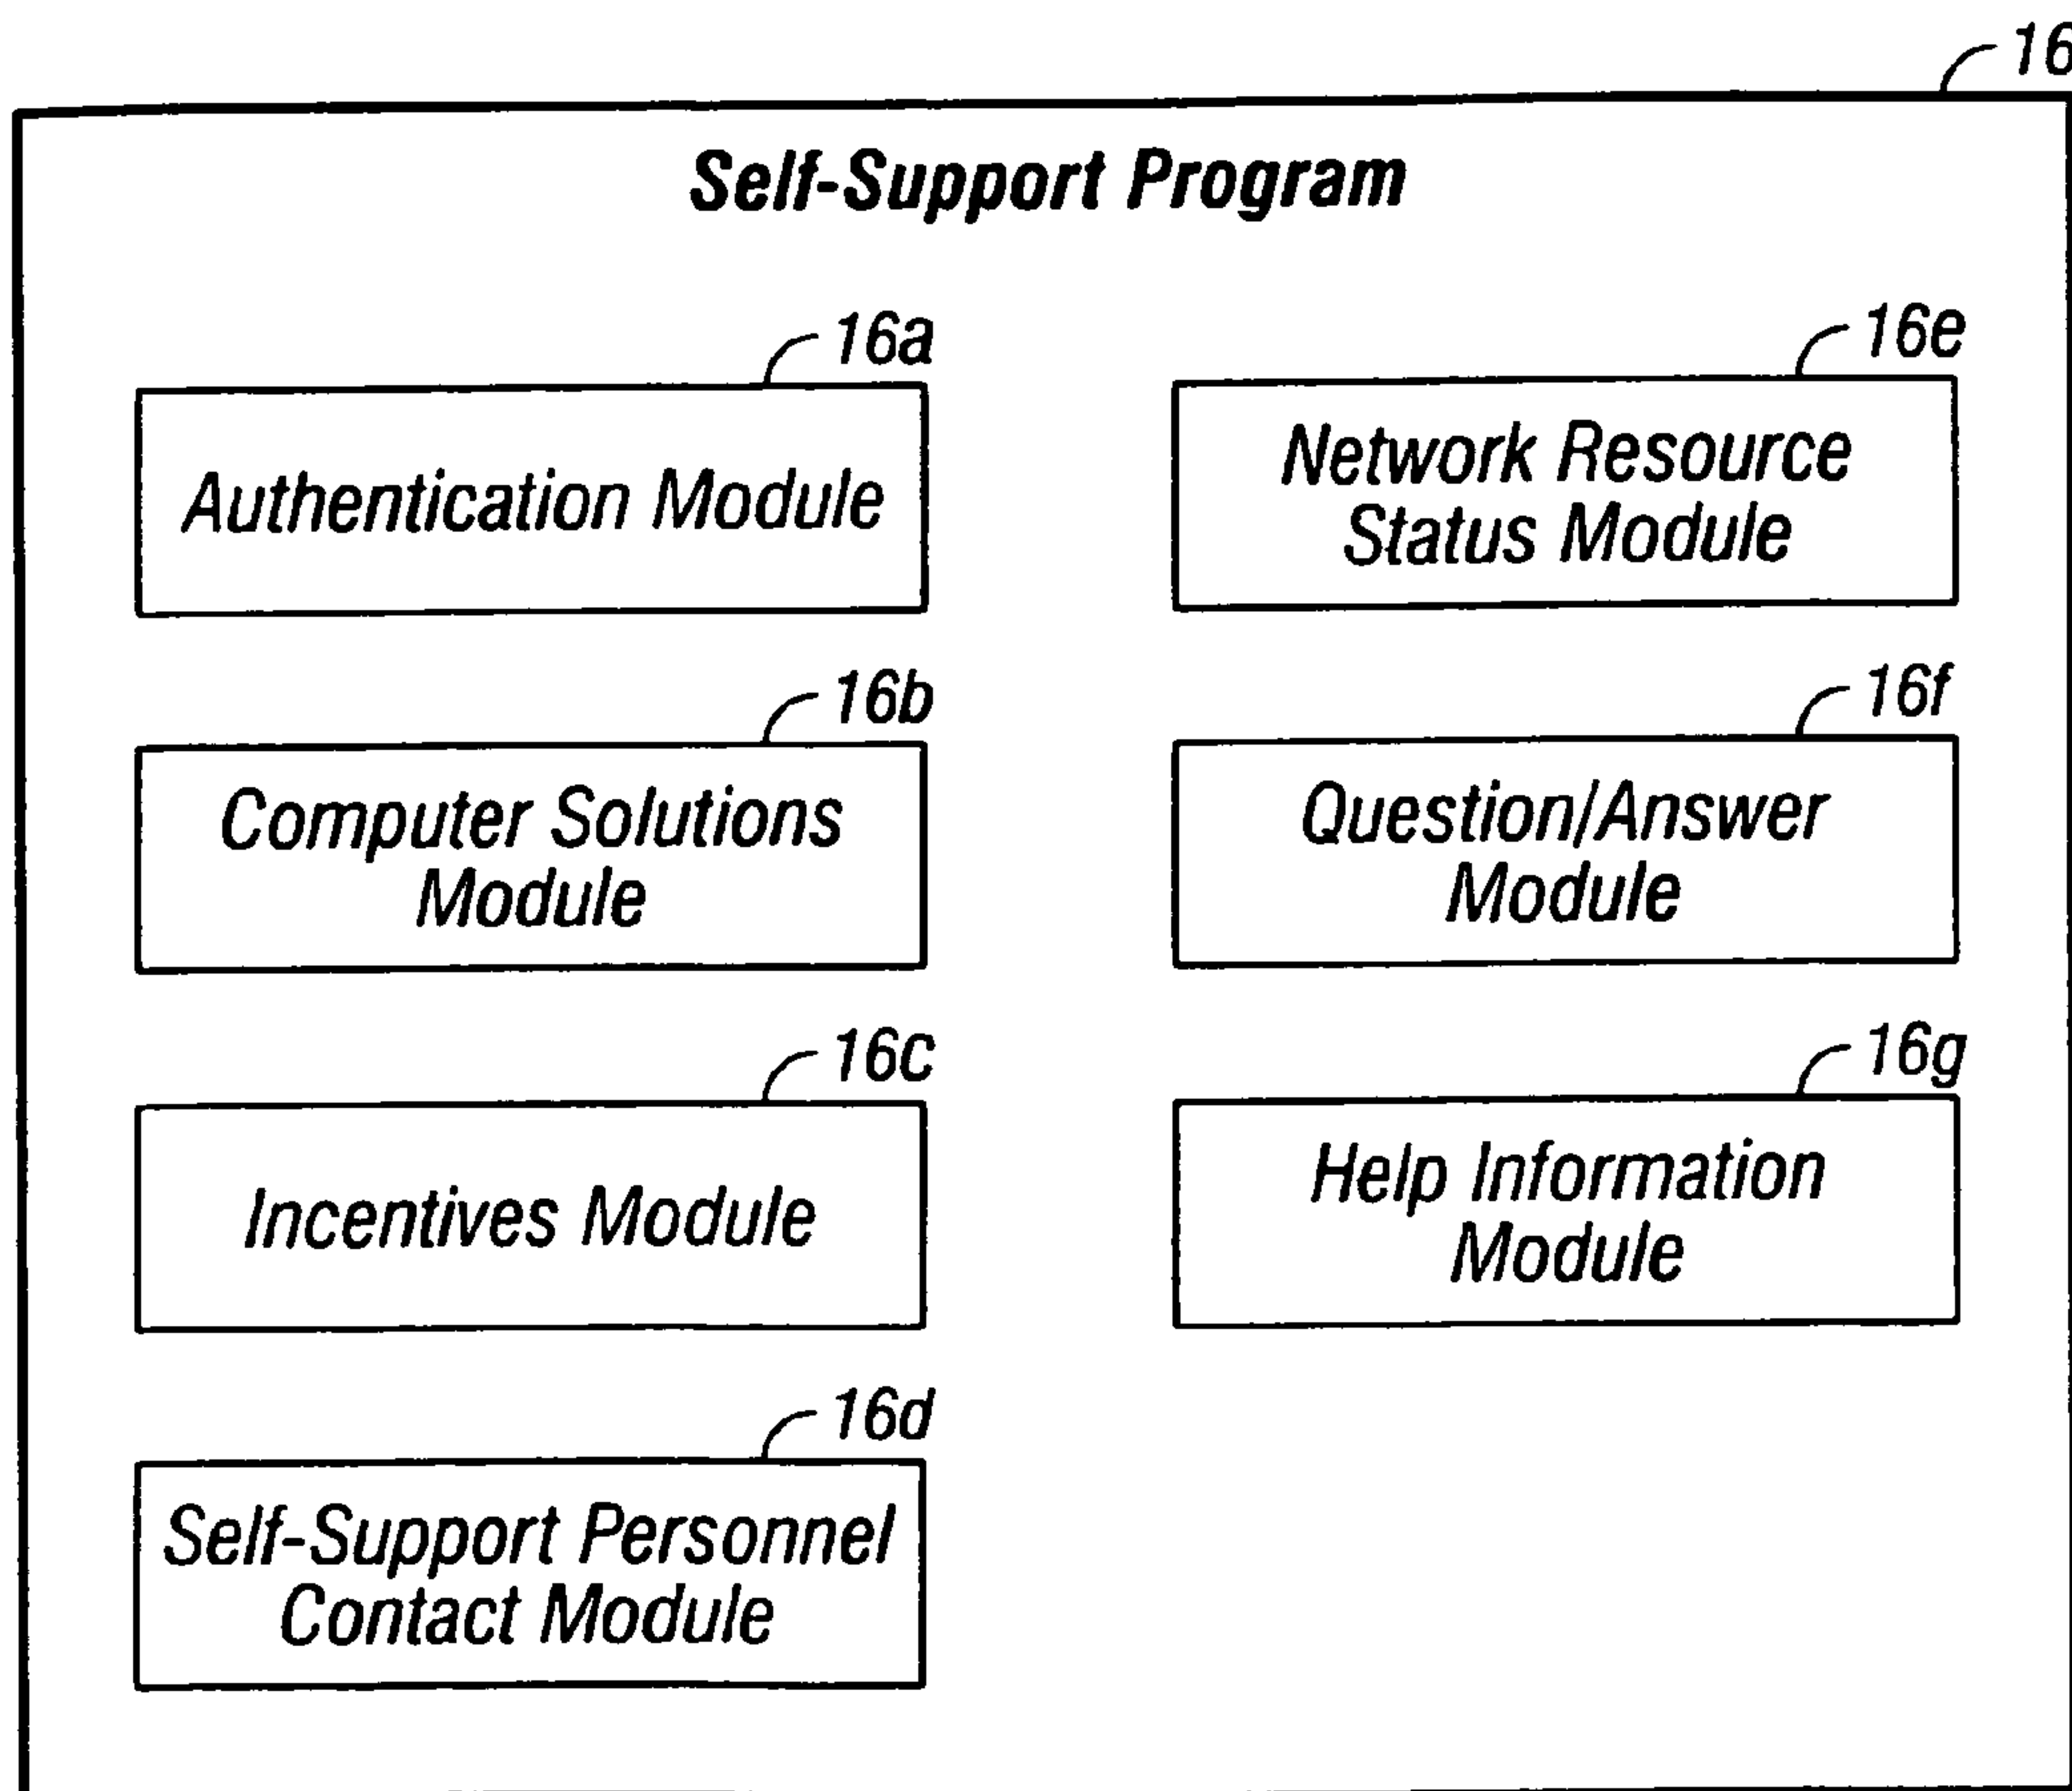 16
Self-Support Program
16a
Authentication Module
16b
Computer Solutions
Module
16c
Incentives Module
16d
Self-Support Personnel
Contact Module
16e
Network Resource
Status Module
16f
Question/Answer
Module
16g
Help Information
Module